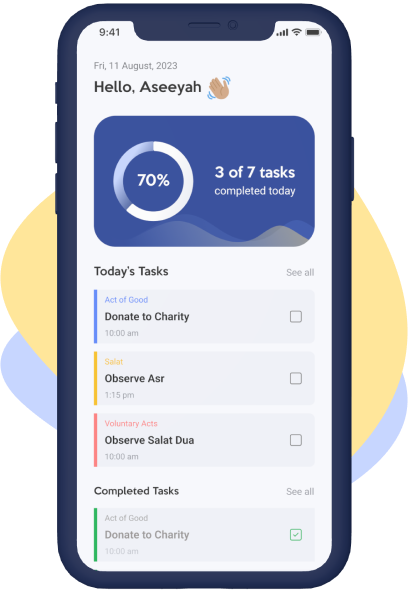 9:41
Fri, 11 August, 2023
Hello, Aseeyah 👋🏽
70%
3 of 7 tasks
completed today
Today's Tasks See all
Act of Good
Donate to Charity
10:00 am
Salat
Observe Asr
1:15 pm
Voluntary Acts
Observe Salat Dua
10:00 am
Completed Tasks See all
Act of Good
Donate to Charity
10:00 am